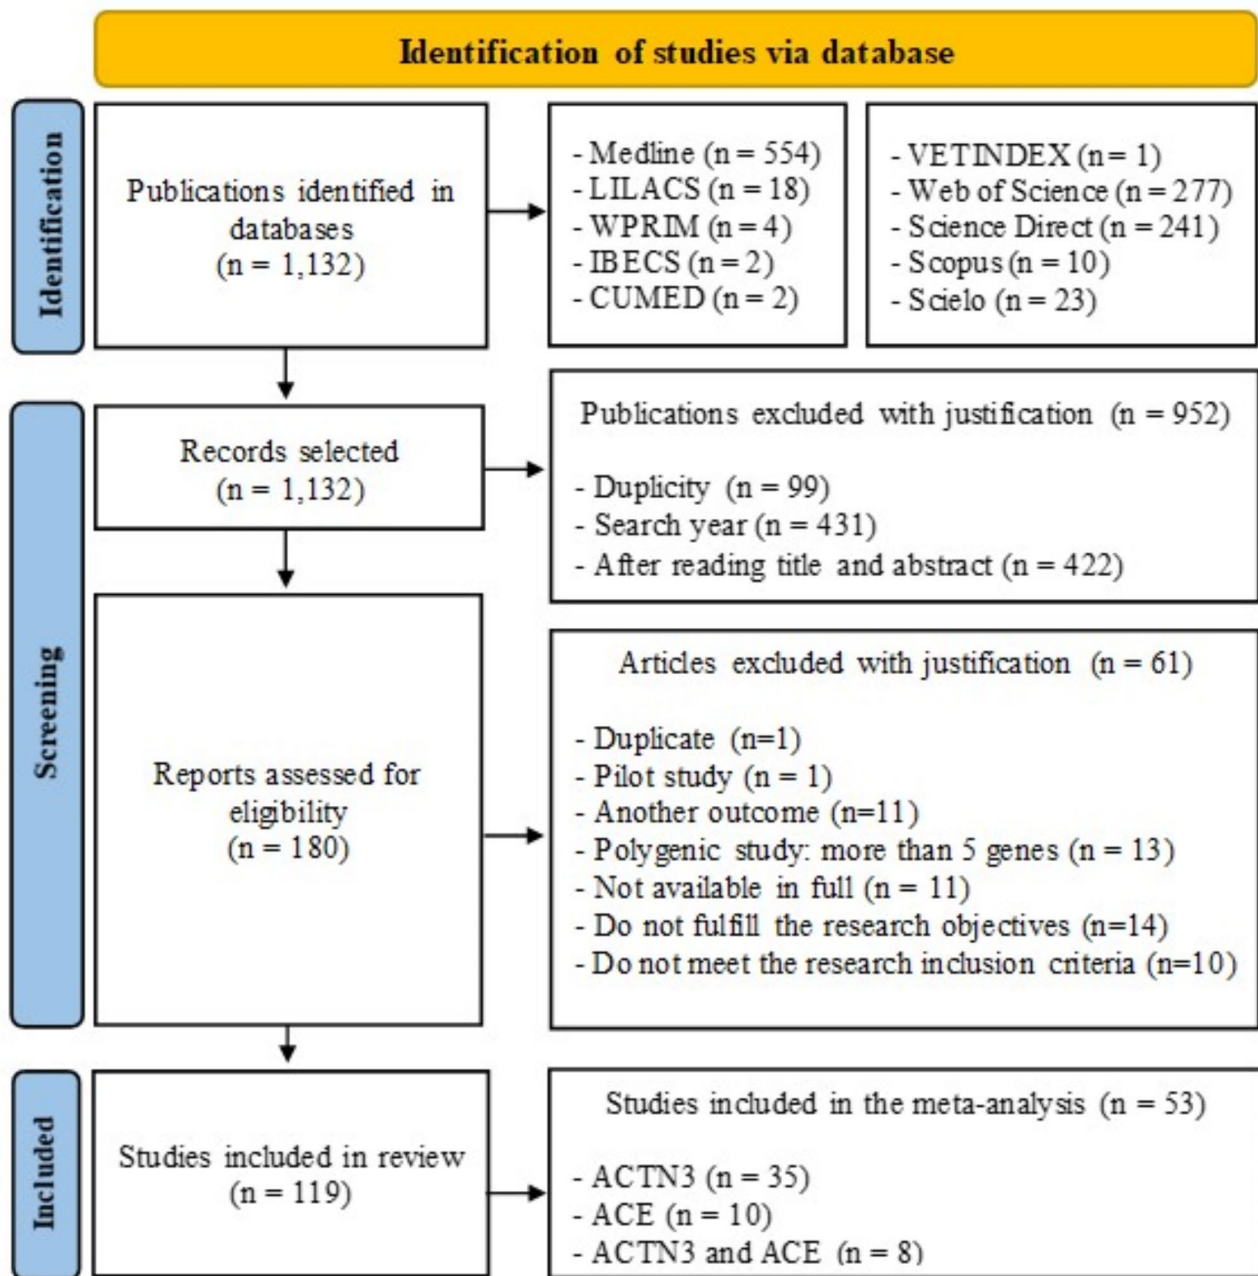 Identification of studies via database
Identification
Publications identified in
databases
(n = 1,132)
- Medline (n = 554)
- LILACS (n = 18)
- WPRIM (n = 4)
- IBECS (n = 2)
- CUMED (n = 2)
- VETINDEX (n = 1)
- Web of Science (n = 277)
- Science Direct (n = 241)
- Scopus (n = 10)
- Scielo (n = 23)
Screening
Records selected
(n = 1,132)
Publications excluded with justification (n = 952)
- Duplicity (n = 99)
- Search year (n = 431)
- After reading title and abstract (n = 422)
Reports assessed for
eligibility
(n = 180)
Articles excluded with justification (n = 61)
- Duplicate (n=1)
- Pilot study (n = 1)
- Another outcome (n=11)
- Polygenic study: more than 5 genes (n = 13)
- Not available in full (n = 11)
- Do not fulfill the research objectives (n=14)
- Do not meet the research inclusion criteria (n=10)
Included
Studies included in review
(n = 119)
Studies included in the meta-analysis (n = 53)
- ACTN3 (n = 35)
- ACE (n = 10)
- ACTN3 and ACE (n = 8)